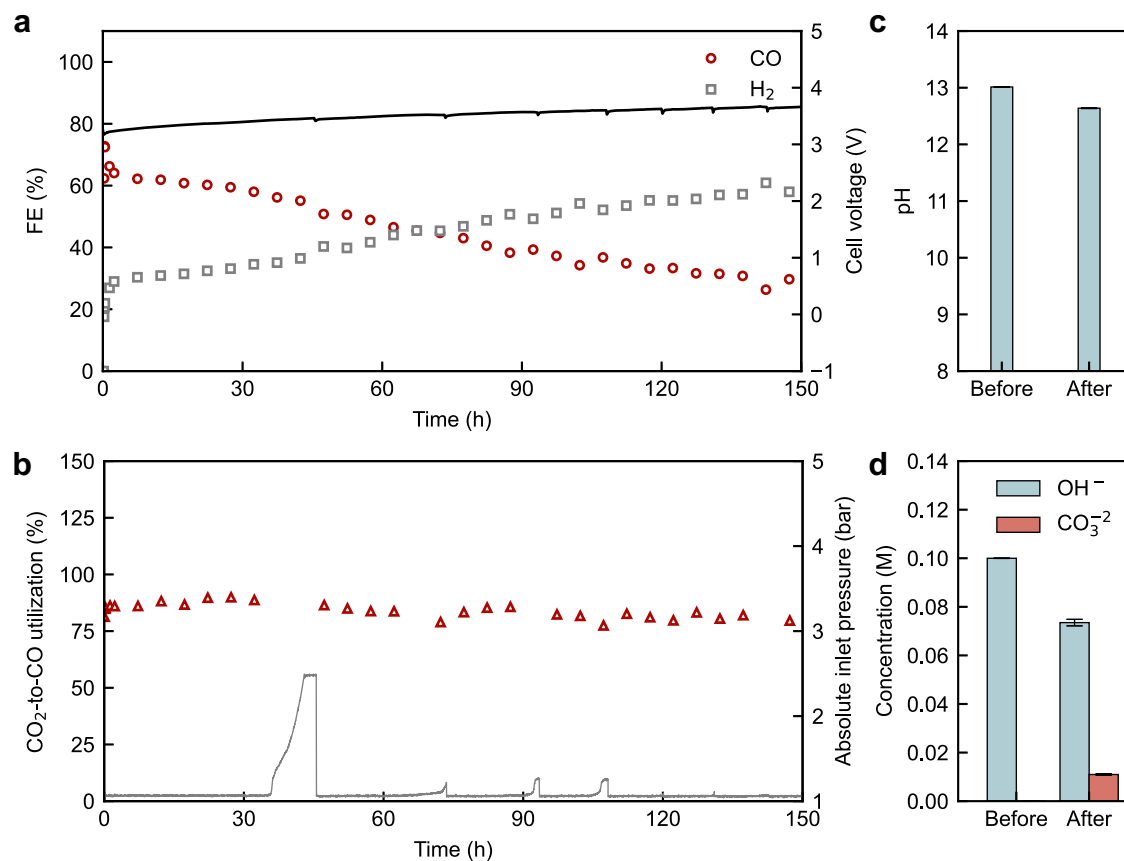 a
100
80
60
40
20
0
FE (%)
CO
H₂
5
4
3
2
1
0
−1
Cell voltage (V)
0 30 60 90 120 150
Time (h)
c
14
13
12
11
10
9
8
pH
Before After
b
150
125
100
75
50
25
0
CO₂-to-CO utilization (%)
5
4
3
2
1
Absolute inlet pressure (bar)
0 30 60 90 120 150
Time (h)
d
0.14
0.12
0.10
0.08
0.06
0.04
0.02
0.00
Concentration (M)
OH⁻
CO₃⁻²
Before After